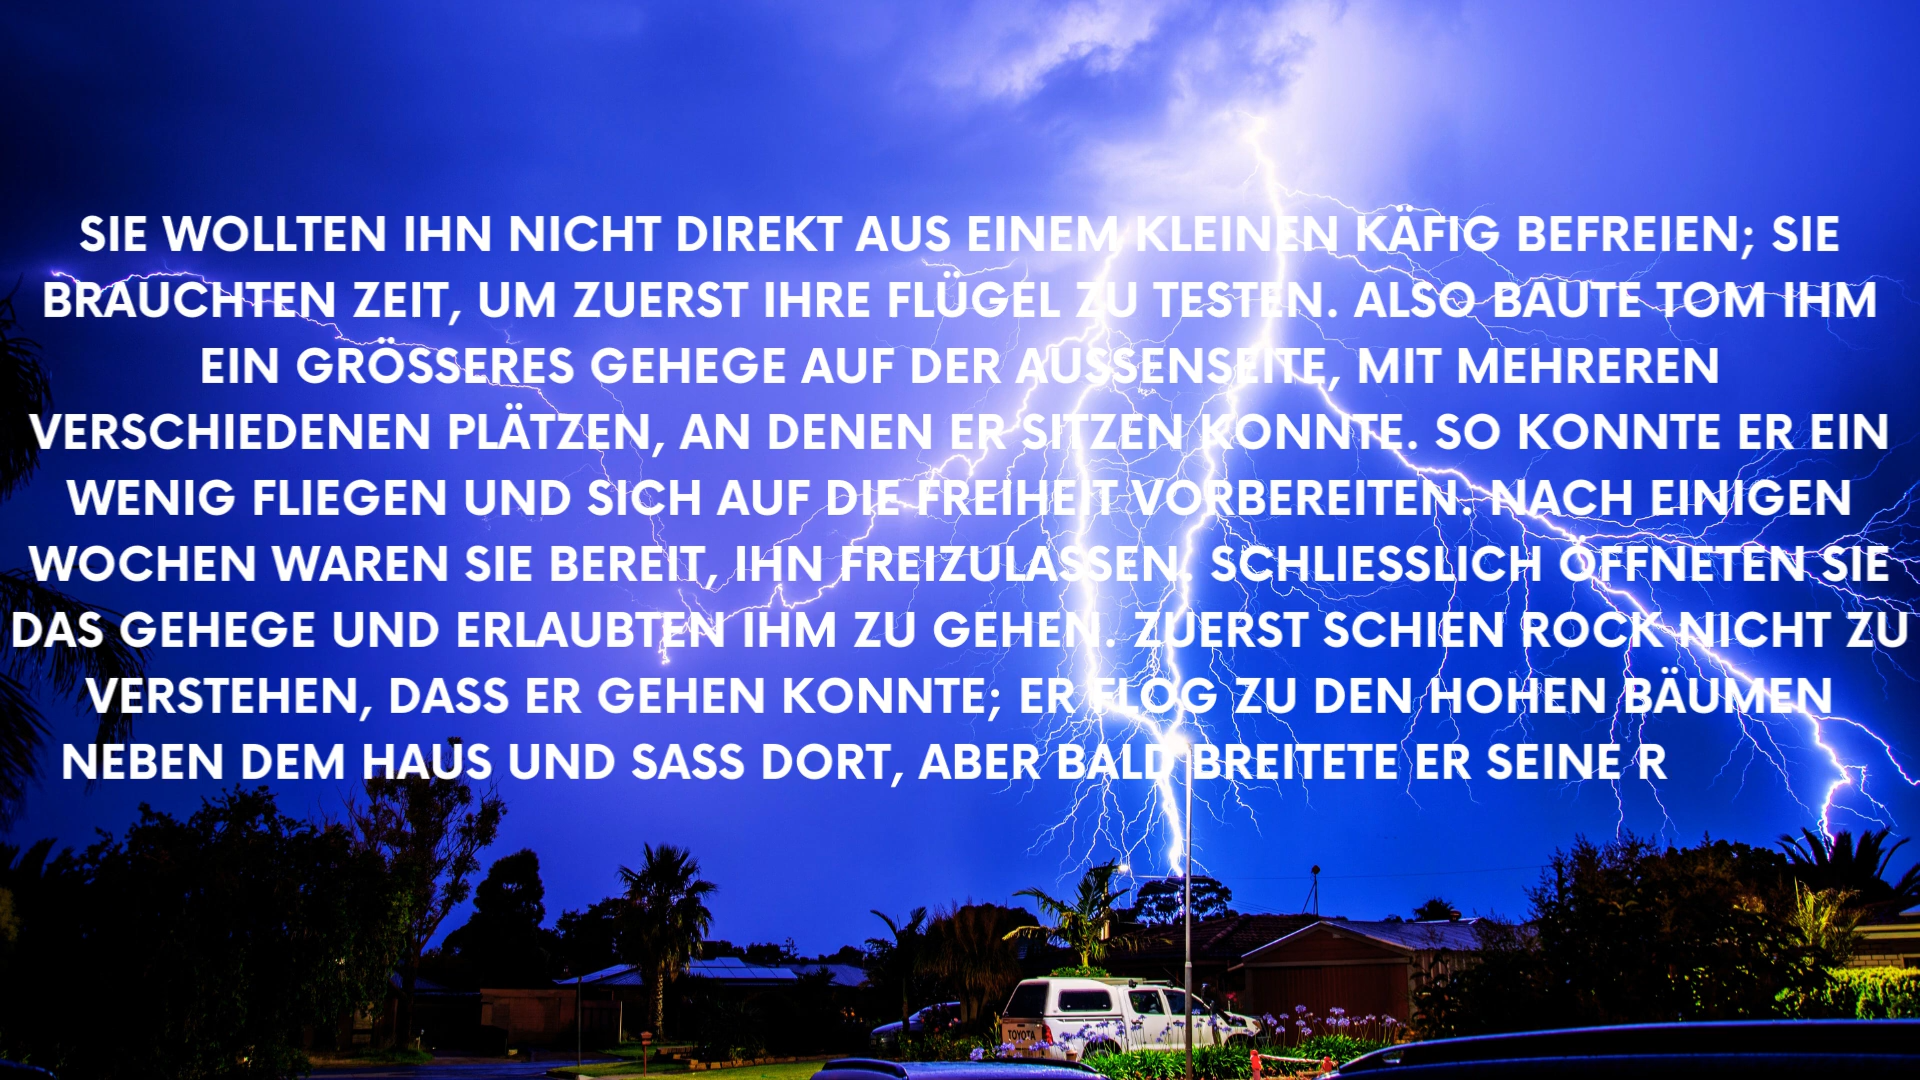 SIE WOLLTEN IHN NICHT DIREKT AUS EINEM KLEINEN KÄFIG BEFREIEN; SIE
BRAUCHTEN ZEIT, UM ZUERST IHRE FLÜGEL ZU TESTEN. ALSO BAUTE TOM IHM
EIN GRÖSSERES GEHEGE AUF DER AUSSENSEITE, MIT MEHREREN
VERSCHIEDENEN PLÄTZEN, AN DENEN ER SITZEN KONNTE. SO KONNTE ER EIN
WENIG FLIEGEN UND SICH AUF DIE FREIHEIT VORBEREITEN. NACH EINIGEN
WOCHEN WAREN SIE BEREIT, IHN FREIZULASSEN. SCHLIESSLICH ÖFFNETEN SIE
DAS GEHEGE UND ERLAUBTEN IHM ZU GEHEN. ZUERST SCHIEN ROCK NICHT ZU
VERSTEHEN, DASS ER GEHEN KONNTE; ER FLOG ZU DEN HOHEN BÄUMEN
NEBEN DEM HAUS UND SASS DORT, ABER BALD BREITETE ER SEINE R
TOYOTA